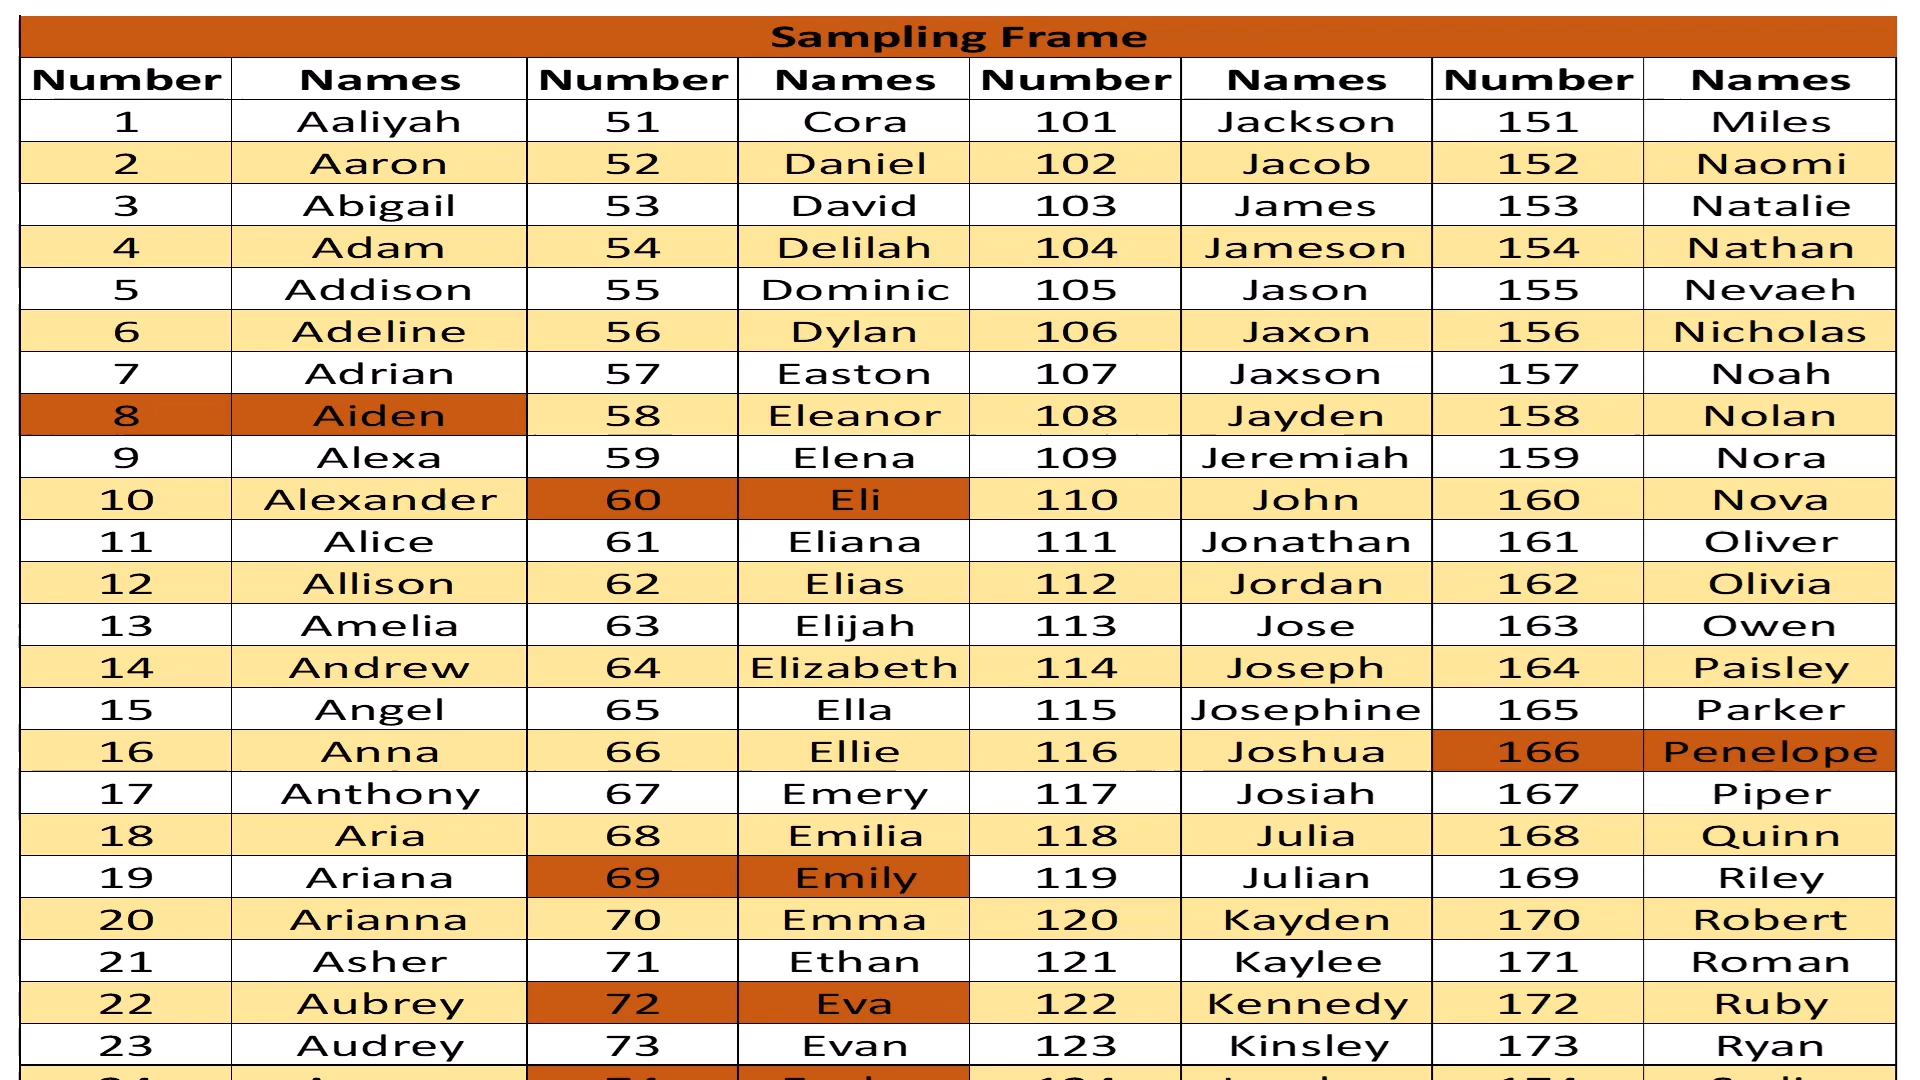 Sampling Frame
Number Names Number Names Number Names Number Names
1 Aaliyah 51 Cora 101 Jackson 151 Miles
2 Aaron 52 Daniel 102 Jacob 152 Naomi
3 Abigail 53 David 103 James 153 Natalie
4 Adam 54 Delilah 104 Jameson 154 Nathan
5 Addison 55 Dominic 105 Jason 155 Nevaeh
6 Adeline 56 Dylan 106 Jaxon 156 Nicholas
7 Adrian 57 Easton 107 Jaxson 157 Noah
8 Aiden 58 Eleanor 108 Jayden 158 Nolan
9 Alexa 59 Elena 109 Jeremiah 159 Nora
10 Alexander 60 Eli 110 John 160 Nova
11 Alice 61 Eliana 111 Jonathan 161 Oliver
12 Allison 62 Elias 112 Jordan 162 Olivia
13 Amelia 63 Elijah 113 Jose 163 Owen
14 Andrew 64 Elizabeth 114 Joseph 164 Paisley
15 Angel 65 Ella 115 Josephine 165 Parker
16 Anna 66 Ellie 116 Joshua 166 Penelope
17 Anthony 67 Emery 117 Josiah 167 Piper
18 Aria 68 Emilia 118 Julia 168 Quinn
19 Ariana 69 Emily 119 Julian 169 Riley
20 Arianna 70 Emma 120 Kayden 170 Robert
21 Asher 71 Ethan 121 Kaylee 171 Roman
22 Aubrey 72 Eva 122 Kennedy 172 Ruby
23 Audrey 73 Evan 123 Kinsley 173 Ryan